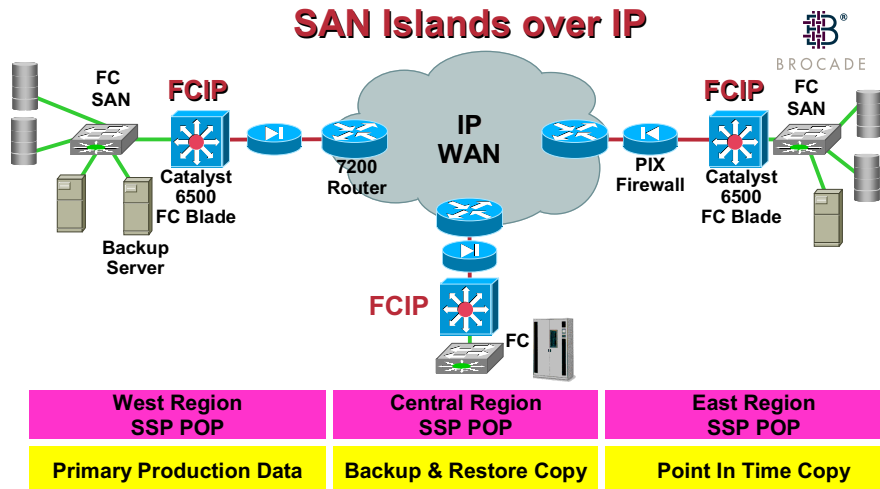 SAN Islands over IP
B®
BROCADE
FC
SAN
FCIP
IP
WAN
FCIP
FC
SAN
Catalyst
6500
FC Blade
7200
Router
PIX
Firewall
Catalyst
6500
FC Blade
Backup
Server
FCIP
FC
West Region
SSP POP
Central Region
SSP POP
East Region
SSP POP
Primary Production Data
Backup & Restore Copy
Point In Time Copy